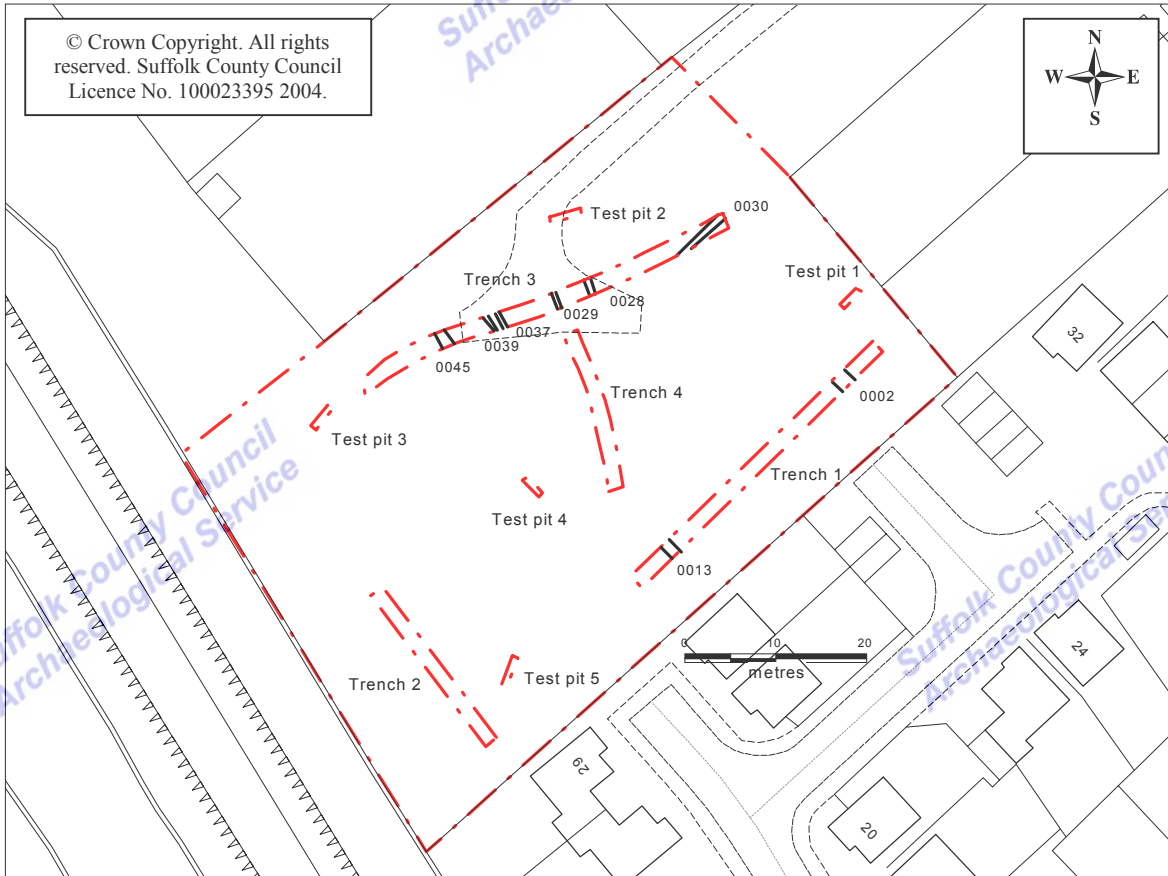 © Crown Copyright. All rights
reserved. Suffolk County Council
Licence No. 100023395 2004.
N
W E
S
Suffolk County Council
Archaeological Service
Test pit 2
0030
Test pit 1
Trench 3
0028
0029
0037
0039
0045
32
Trench 4
0002
Test pit 3
Trench 1
Test pit 4
0013
0 10 20
metres
Trench 2
Test pit 5
24
29
20
Suffolk County Council
Archaeological Service
Suffolk County Council
Archaeological Service